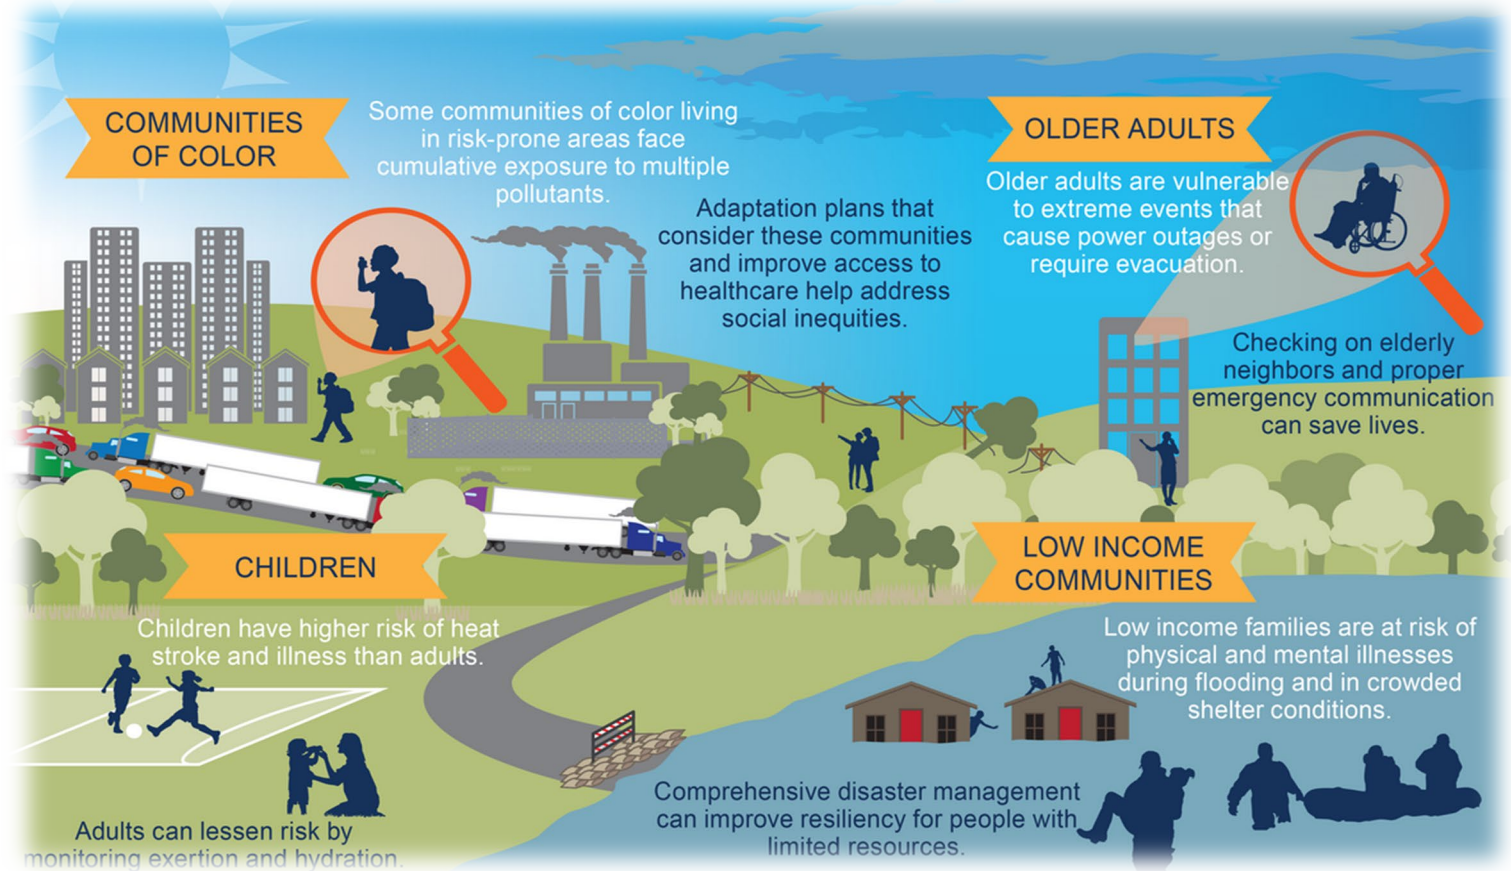 COMMUNITIES
OF COLOR
Some communities of color living
in risk-prone areas face
cumulative exposure to multiple
pollutants.
Adaptation plans that
consider these communities
and improve access to
healthcare help address
social inequities.
OLDER ADULTS
Older adults are vulnerable
to extreme events that
cause power outages or
require evacuation.
Checking on elderly
neighbors and proper
emergency communication
can save lives.
CHILDREN
Children have higher risk of heat
stroke and illness than adults.
Adults can lessen risk by
monitoring exertion and hydration.
LOW INCOME
COMMUNITIES
Low income families are at risk of
physical and mental illnesses
during flooding and in crowded
shelter conditions.
Comprehensive disaster management
can improve resiliency for people with
limited resources.